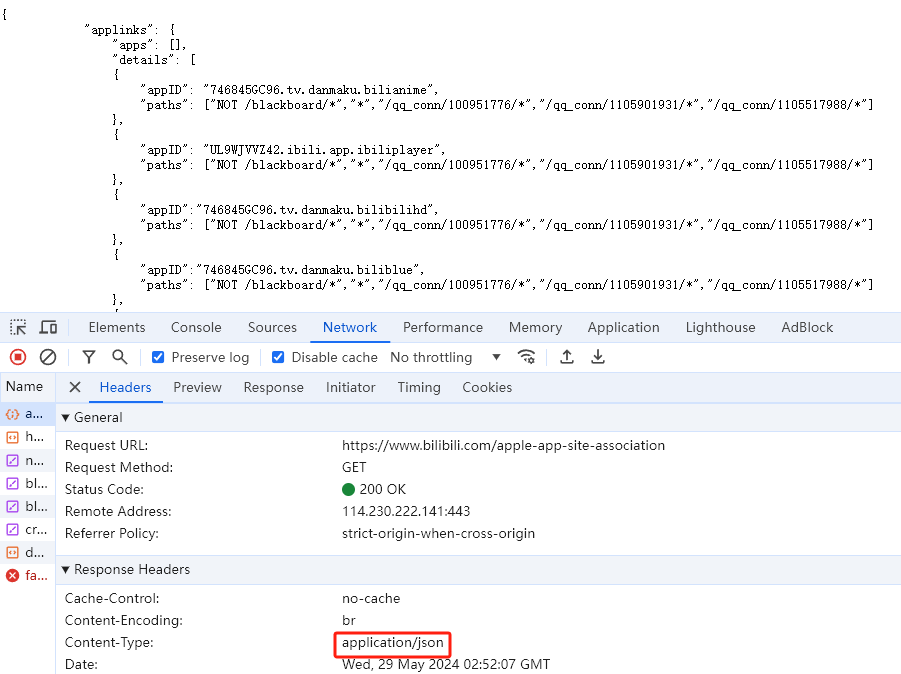 {
"applinks": {
"apps": [],
"details": [
{
"appID": "746845GC96.tv.danmaku.bilianime",
"paths": ["NOT /blackboard/*","*","/qq_conn/100951776/*","/qq_conn/1105901931/*","/qq_conn/1105517988/*"]
},
{
"appID": "UL9WJVVZ42.ibili.app.ibiliplayer",
"paths": ["NOT /blackboard/*","*","/qq_conn/100951776/*","/qq_conn/1105901931/*","/qq_conn/1105517988/*"]
},
{
"appID":"746845GC96.tv.danmaku.bilibilihd",
"paths": ["NOT /blackboard/*","*","/qq_conn/100951776/*","/qq_conn/1105901931/*","/qq_conn/1105517988/*"]
},
{
"appID":"746845GC96.tv.danmaku.biliblue",
"paths": ["NOT /blackboard/*","*","/qq_conn/100951776/*","/qq_conn/1105901931/*","/qq_conn/1105517988/*"]
},
Elements Console Sources Network Performance Memory Application Lighthouse AdBlock
Preserve log Disable cache No throttling
Name Headers Preview Response Initiator Timing Cookies
a... General
h... Request URL: https://www.bilibili.com/apple-app-site-association
n... Request Method: GET
bl... Status Code: 200 OK
bl... Remote Address: 114.230.222.141:443
cr... Referrer Policy: strict-origin-when-cross-origin
d...
fa... Response Headers
Cache-Control: no-cache
Content-Encoding: br
Content-Type: application/json
Date: Wed, 29 May 2024 02:52:07 GMT